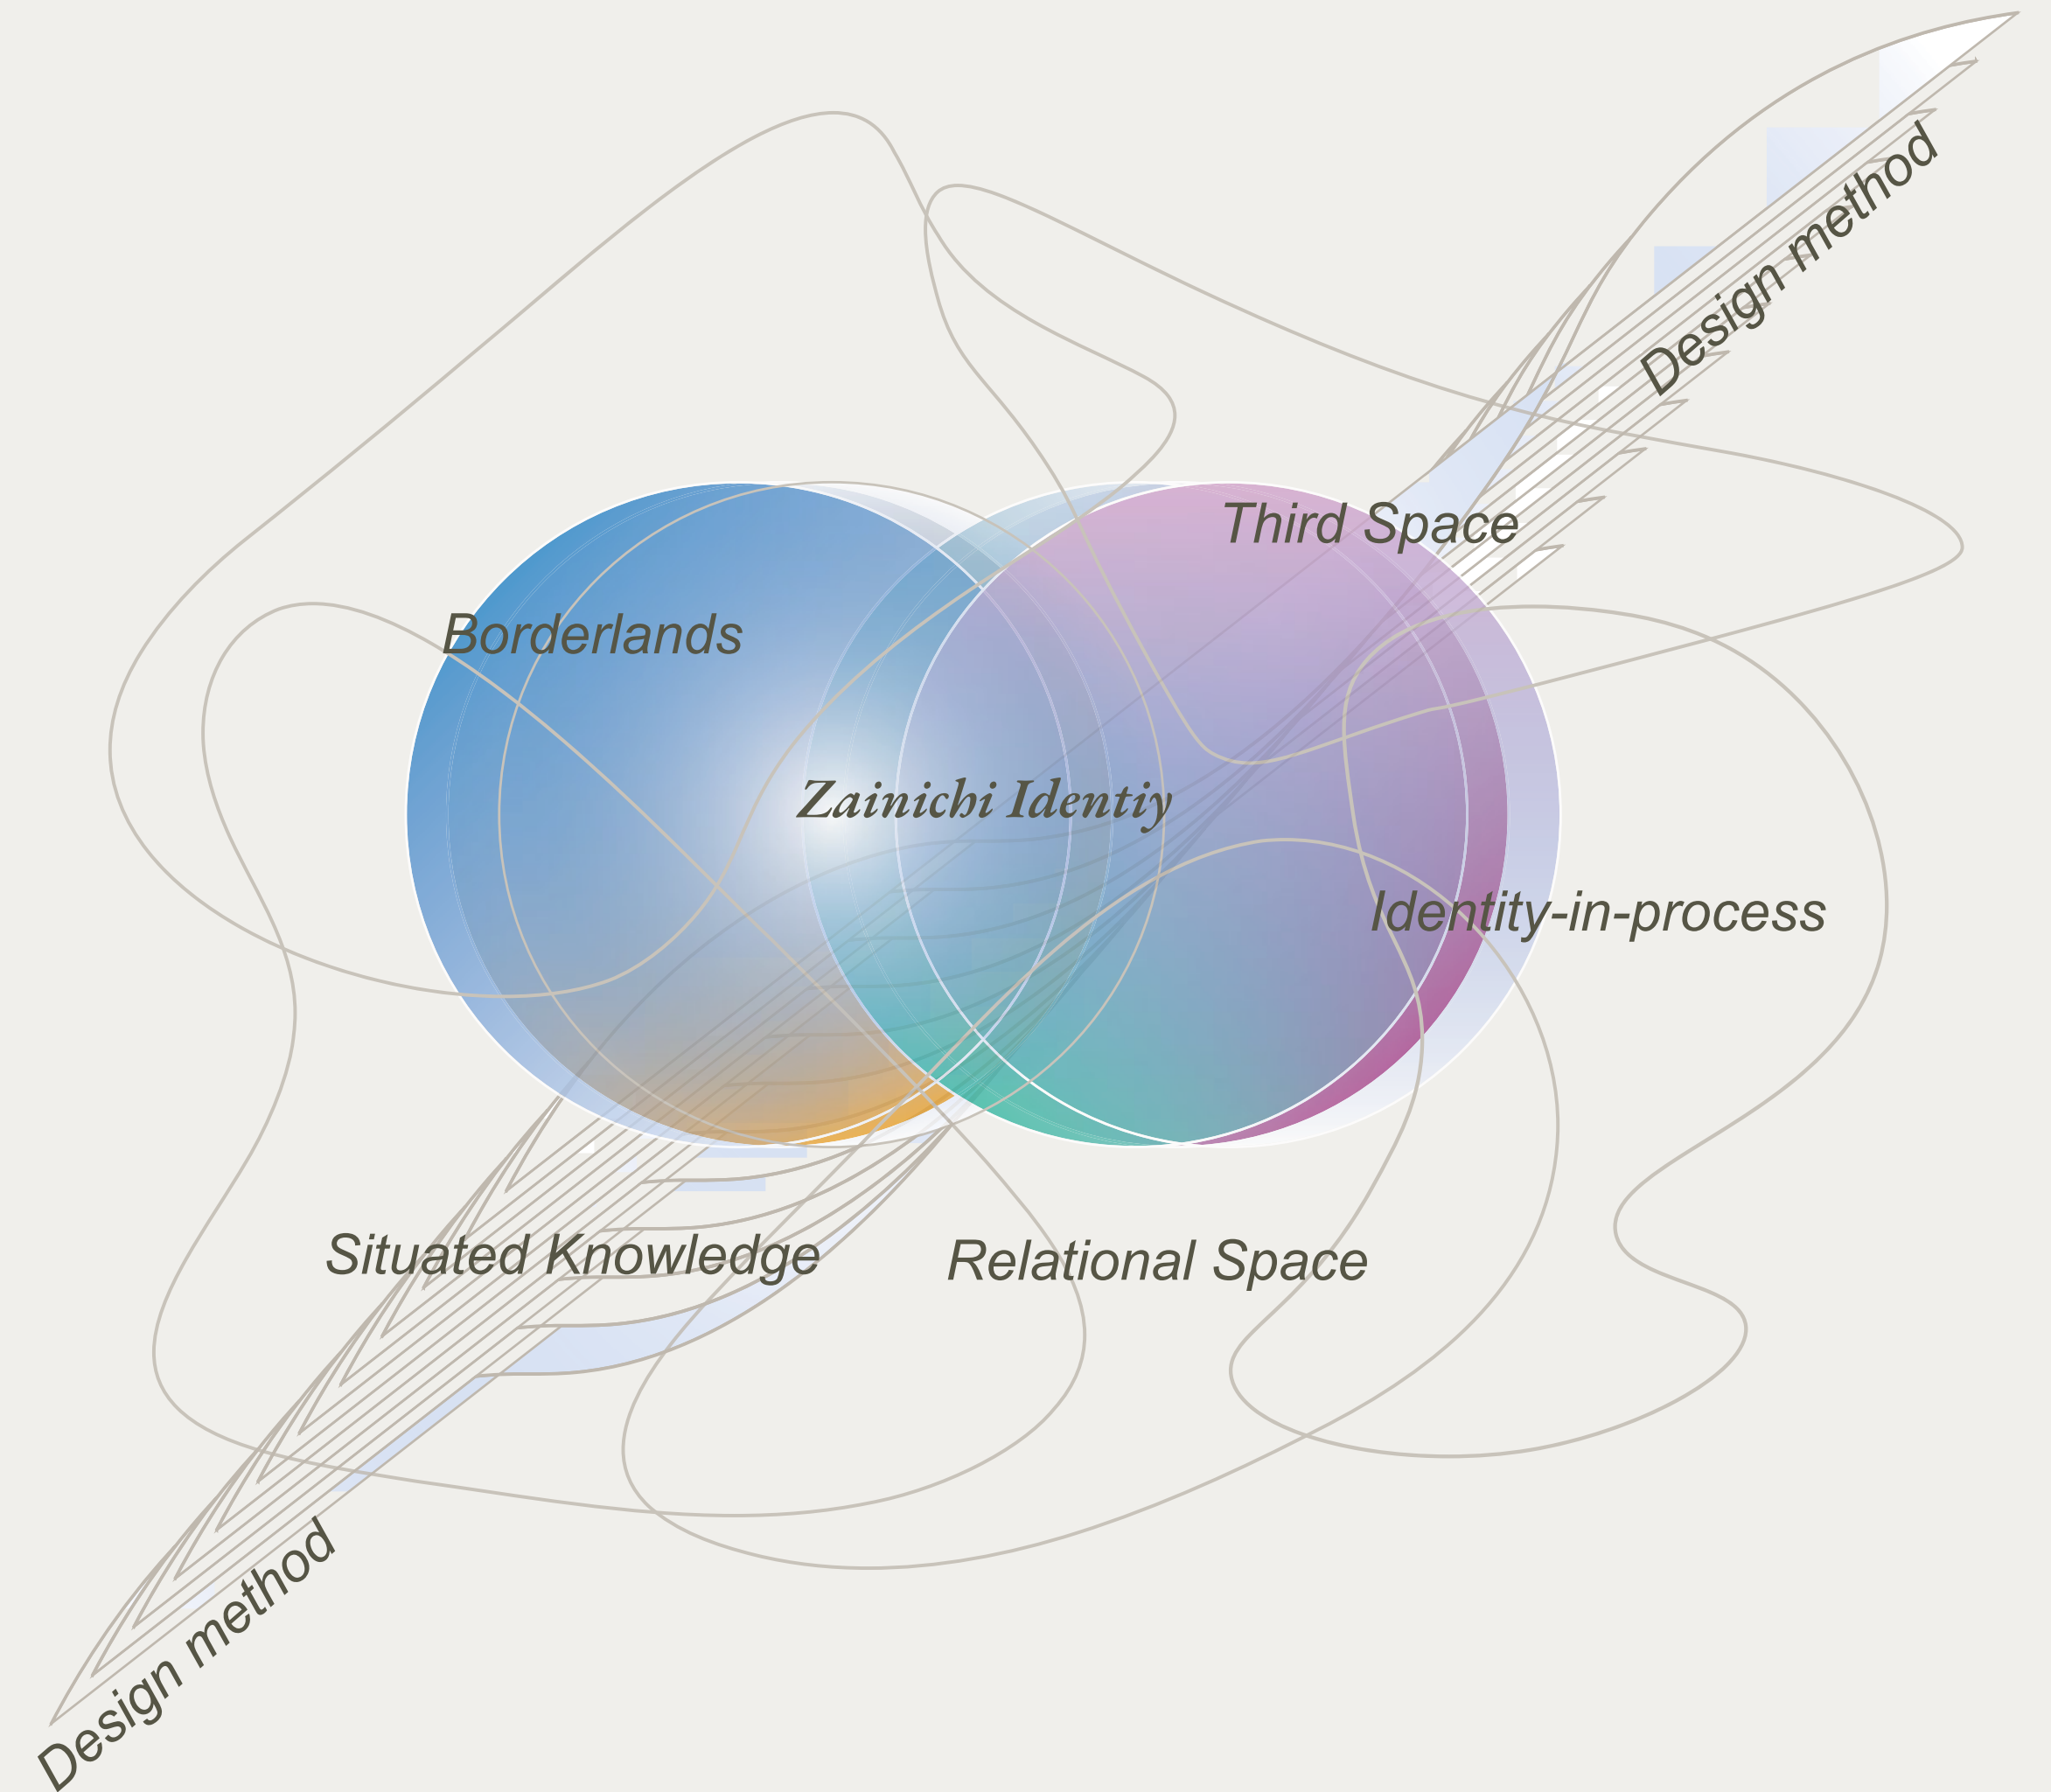 Design method
Third Space
Borderlands
Zainichi Identiy
Identity-in-process
Situated Knowledge
Relational Space
Design method